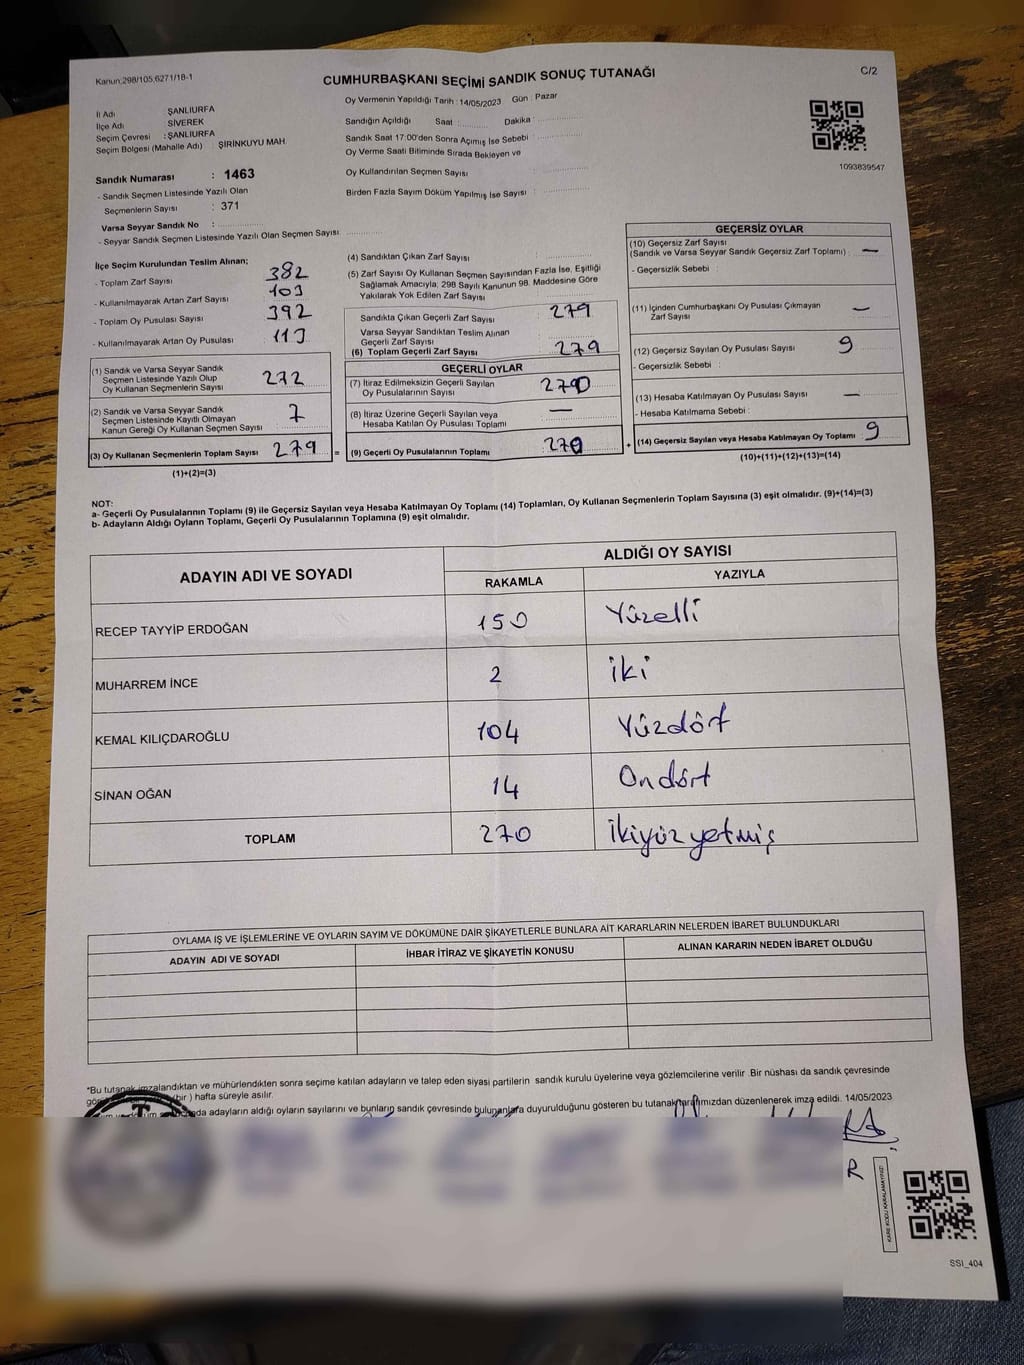 Kanun:298/105,6271/18-1
CUMHURBAŞKANI SEÇİMİ SANDIK SONUÇ TUTANAĞI
C/2
İl Adı ŞANLIURFA
İlçe Adı SİVEREK
Seçim Çevresi : ŞANLIURFA
Seçim Bölgesi (Mahalle Adı) ŞIRINKUYU MAH.
Oy Vermenin Yapıldığı Tarih : 14/05/2023 Gün : Pazar
Sandığın Açıldığı Saat : Dakika :
Sandık Saat 17:00'den Sonra Açımış İse Sebebi :
Oy Verme Saati Bitiminde Sırada Bekleyen ve
Oy Kullandırılan Seçmen Sayısı
Birden Fazla Sayım Döküm Yapılmış İse Sayısı :
1093839547
Sandık Numarası : 1463
- Sandık Seçmen Listesinde Yazılı Olan
Seçmenlerin Sayısı : 371
Varsa Seyyar Sandık No :
- Seyyar Sandık Seçmen Listesinde Yazılı Olan Seçmen Sayısı
İlçe Seçim Kurulundan Teslim Alınan;
- Toplam Zarf Sayısı 382
- Kullanılmayarak Artan Zarf Sayısı 103
- Toplam Oy Pusulası Sayısı 392
- Kullanılmayarak Artan Oy Pusulası 113
(1) Sandık ve Varsa Seyyar Sandık
Seçmen Listesinde Yazılı Olup
Oy Kullanan Seçmenlerin Sayısı 272
(2) Sandık ve Varsa Seyyar Sandık
Seçmen Listesinde Kayıtlı Olmayan
Kanun Gereği Oy Kullanan Seçmen Sayısı 7
(3) Oy Kullanan Seçmenlerin Toplam Sayısı 279 =
(1)+(2)=(3)
(4) Sandıktan Çıkan Zarf Sayısı
(5) Zarf Sayısı Oy Kullanan Seçmen Sayısından Fazla İse, Eşitliği
Sağlamak Amacıyla, 298 Sayılı Kanunun 98. Maddesine Göre
Yakılarak Yok Edilen Zarf Sayısı
Sandıkta Çıkan Geçerli Zarf Sayısı 279
Varsa Seyyar Sandıktan Teslim Alınan
Geçerli Zarf Sayısı
(6) Toplam Geçerli Zarf Sayısı 279
GEÇERLİ OYLAR
(7) İtiraz Edilmeksizin Geçerli Sayılan
Oy Pusulalarının Sayısı 270
(8) İtiraz Üzerine Geçerli Sayılan veya
Hesaba Katılan Oy Pusulası Toplamı —
(9) Geçerli Oy Pusulalarının Toplamı 270 +
GEÇERSİZ OYLAR
(10) Geçersiz Zarf Sayısı
(Sandık ve Varsa Seyyar Sandık Geçersiz Zarf Toplamı) : —
- Geçersizlik Sebebi :
(11) İçinden Cumhurbaşkanı Oy Pusulası Çıkmayan
Zarf Sayısı —
(12) Geçersiz Sayılan Oy Pusulası Sayısı 9
- Geçersizlik Sebebi :
(13) Hesaba Katılmayan Oy Pusulası Sayısı —
- Hesaba Katılmama Sebebi :
(14) Geçersiz Sayılan veya Hesaba Katılmayan Oy Toplamı 9
(10)+(11)+(12)+(13)=(14)
NOT:
a- Geçerli Oy Pusulalarının Toplamı (9) ile Geçersiz Sayılan veya Hesaba Katılmayan Oy Toplamı (14) Toplamları, Oy Kullanan Seçmenlerin Toplam Sayısına (3) eşit olmalıdır. (9)+(14)=(3)
b- Adayların Aldığı Oyların Toplamı, Geçerli Oy Pusulalarının Toplamına (9) eşit olmalıdır.
ADAYIN ADI VE SOYADI ALDIĞI OY SAYISI
RAKAMLA YAZIYLA
RECEP TAYYİP ERDOĞAN 150 Yüzelli
MUHARREM İNCE 2 iki
KEMAL KILIÇDAROĞLU 104 Yüzdört
SİNAN OĞAN 14 Ondört
TOPLAM 270 İkiyüz yetmiş
OYLAMA İŞ VE İŞLEMLERİNE VE OYLARIN SAYIM VE DÖKÜMÜNE DAİR ŞİKAYETLERLE BUNLARA AİT KARARLARIN NELERDEN İBARET BULUNDUKLARI
ADAYIN ADI VE SOYADI İHBAR İTİRAZ VE ŞİKAYETİN KONUSU ALINAN KARARIN NEDEN İBARET OLDUĞU
*Bu tutanak imzalandıktan ve mühürlendikten sonra seçime katılan adayların ve talep eden siyasi partilerin sandık kurulu üyelerine veya gözlemcilerine verilir .Bir nüshası da sandık çevresinde
(bir ) hafta süreyle asılır.
adayların aldığı oyların sayılarını ve bunların sandık çevresinde bulunanlara duyurulduğunu gösteren bu tutanak tarafımızdan düzenlenerek imza edildi. 14/05/2023
R
KARE KODU KARALAMAYINIZ!
SSI_404